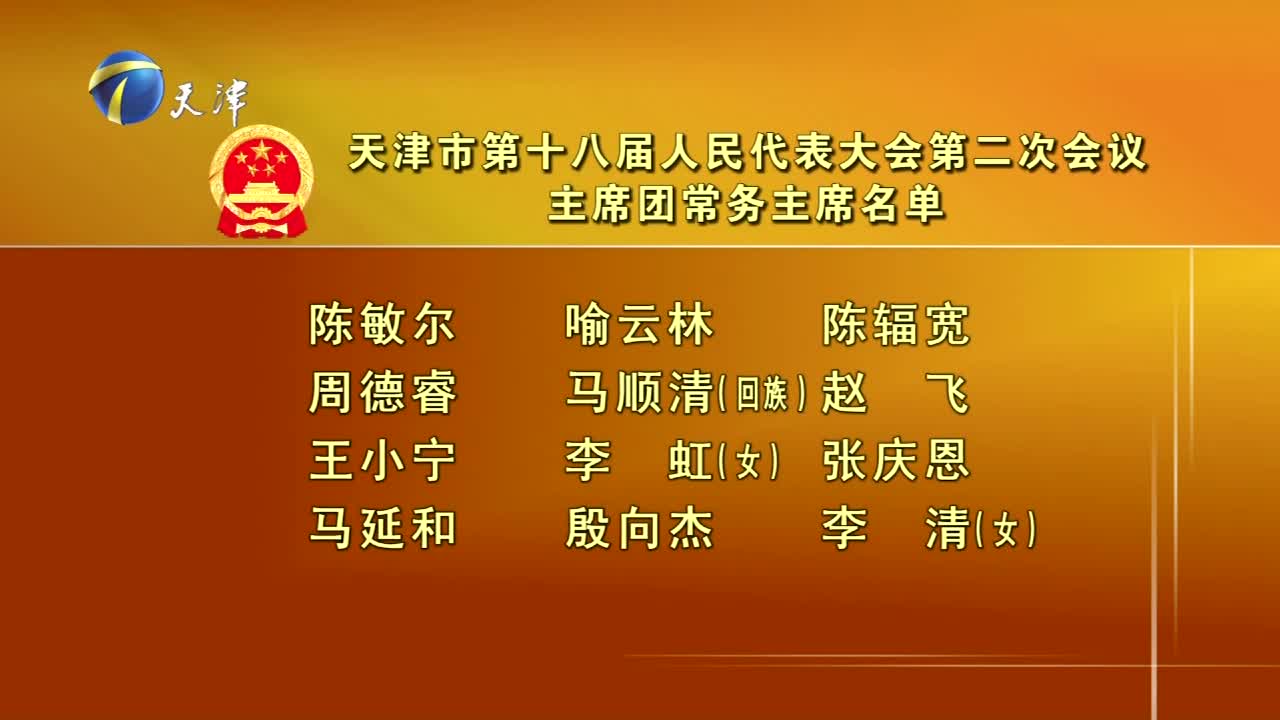 天津
天津市第十八届人民代表大会第二次会议
主席团常务主席名单
陈敏尔 喻云林 陈辐宽
周德睿 马顺清(回族) 赵 飞
王小宁 李 虹(女) 张庆恩
马延和 殷向杰 李 清(女)